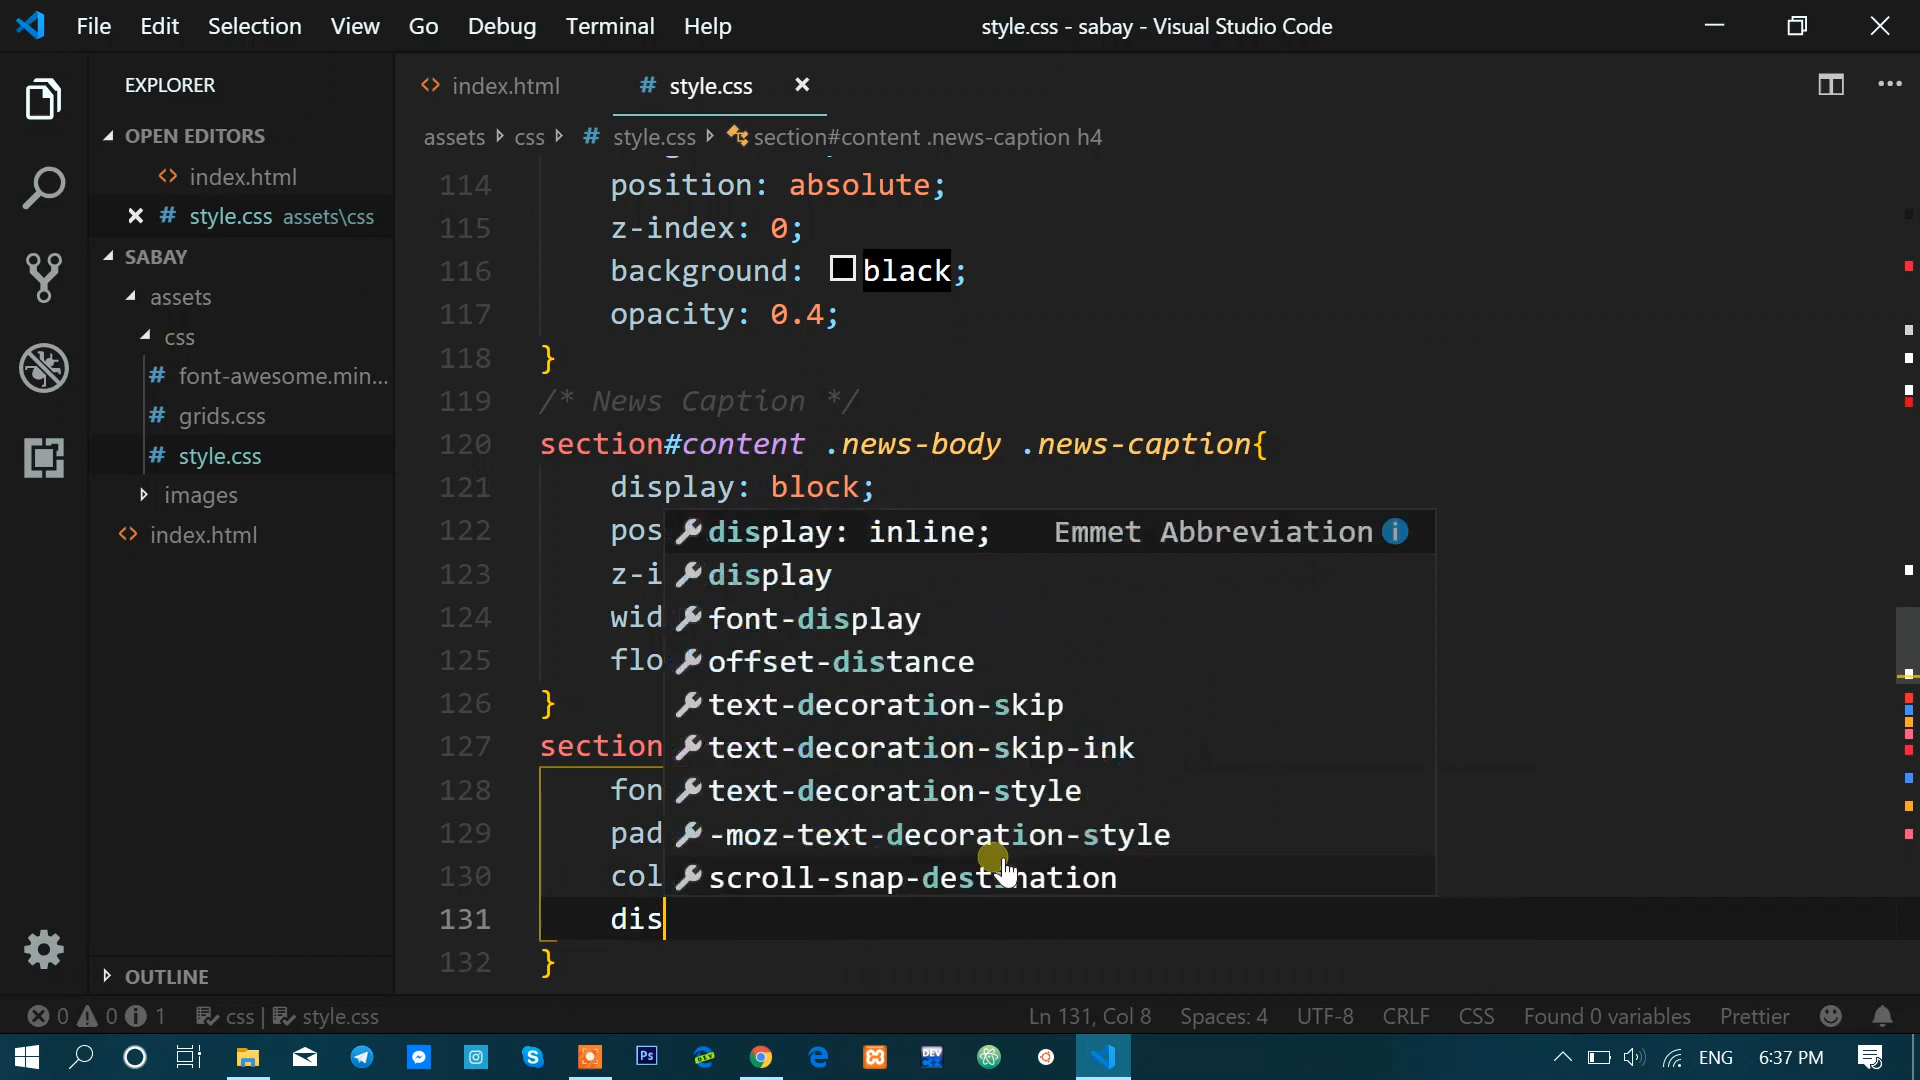 File Edit Selection View Go Debug Terminal Help
style.css - sabay - Visual Studio Code
EXPLORER
OPEN EDITORS
index.html
style.css assets\css
SABAY
assets
css
font-awesome.min...
grids.css
style.css
images
index.html
OUTLINE
index.html
style.css
assets css style.css section#content .news-caption h4
114 position: absolute;
115 z-index: 0;
116 background: black;
117 opacity: 0.4;
118 }
119 /* News Caption */
120 section#content .news-body .news-caption{
121 display: block;
122 pos
123 z-i
124 wid
125 flo
126 }
127 section
128 fon
129 pad
130 col
131 dis
132 }
display: inline; Emmet Abbreviation
display
font-display
offset-distance
text-decoration-skip
text-decoration-skip-ink
text-decoration-style
-moz-text-decoration-style
scroll-snap-destination
0 0 1 css | style.css
Ln 131, Col 8 Spaces: 4 UTF-8 CRLF CSS Found 0 variables Prettier
Ps
DEV
ENG 6:37 PM